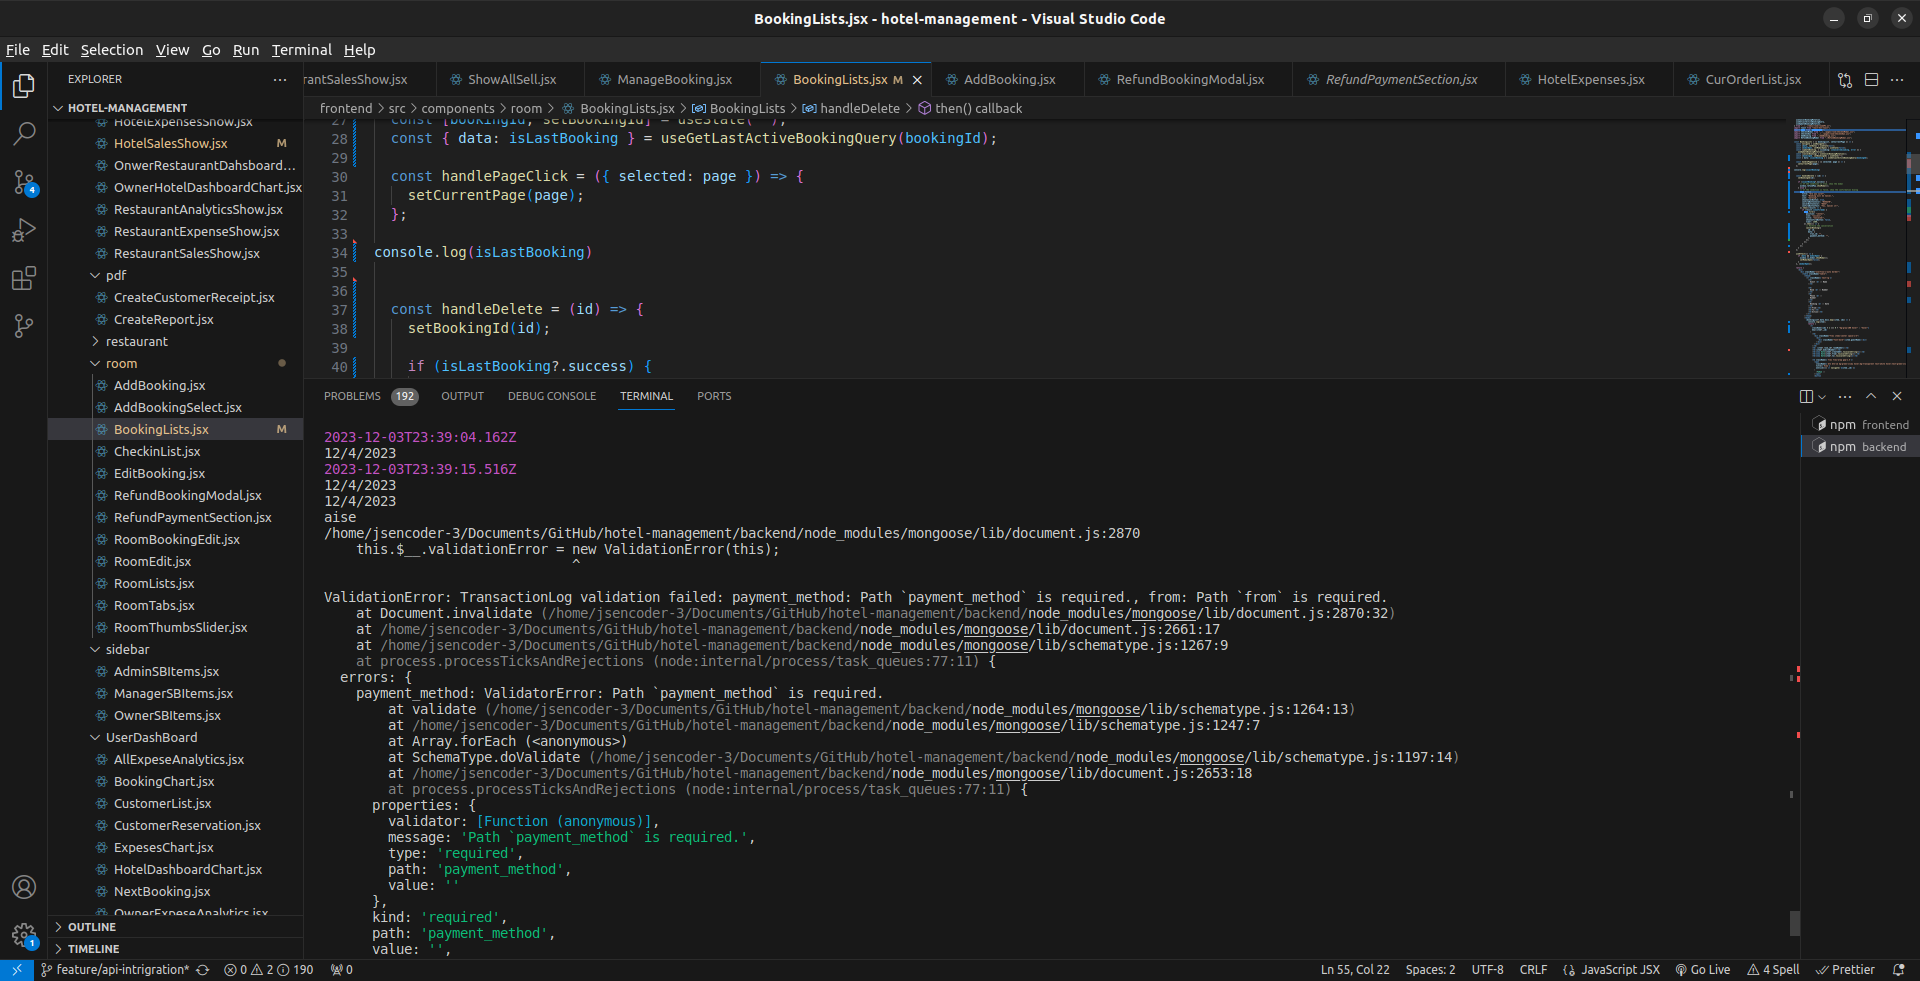 BookingLists.jsx - hotel-management - Visual Studio Code
File Edit Selection View Go Run Terminal Help
EXPLORER
rantSalesShow.jsx ShowAllSell.jsx ManageBooking.jsx BookingLists.jsx M AddBooking.jsx RefundBookingModal.jsx RefundPaymentSection.jsx HotelExpenses.jsx CurOrderList.jsx
frontend > src > components > room > BookingLists.jsx > BookingLists > handleDelete > then() callback
HOTEL-MANAGEMENT
HotelExpensesShow.jsx
HotelSalesShow.jsx M
OnwerRestaurantDahsboard...
OwnerHotelDashboardChart.jsx
RestaurantAnalyticsShow.jsx
RestaurantExpenseShow.jsx
RestaurantSalesShow.jsx
pdf
CreateCustomerReceipt.jsx
CreateReport.jsx
restaurant
room
AddBooking.jsx
AddBookingSelect.jsx
BookingLists.jsx M
CheckinList.jsx
EditBooking.jsx
RefundBookingModal.jsx
RefundPaymentSection.jsx
RoomBookingEdit.jsx
RoomEdit.jsx
RoomLists.jsx
RoomTabs.jsx
RoomThumbsSlider.jsx
sidebar
AdminSBItems.jsx
ManagerSBItems.jsx
OwnerSBItems.jsx
UserDashBoard
AllExpeseAnalytics.jsx
BookingChart.jsx
CustomerList.jsx
CustomerReservation.jsx
ExpesesChart.jsx
HotelDashboardChart.jsx
NextBooking.jsx
OwnerExpeseAnalytics.jsx
OUTLINE
TIMELINE
4
1
27 const [bookingId, setBookingId] = useState("");
28 const { data: isLastBooking } = useGetLastActiveBookingQuery(bookingId);
29
30 const handlePageClick = ({ selected: page }) => {
31 setCurrentPage(page);
32 };
33
34 console.log(isLastBooking)
35
36
37 const handleDelete = (id) => {
38 setBookingId(id);
39
40 if (isLastBooking?.success) {
PROBLEMS 192 OUTPUT DEBUG CONSOLE TERMINAL PORTS
npm frontend
npm backend
2023-12-03T23:39:04.162Z
12/4/2023
2023-12-03T23:39:15.516Z
12/4/2023
12/4/2023
aise
/home/jsencoder-3/Documents/GitHub/hotel-management/backend/node_modules/mongoose/lib/document.js:2870
this.$__.validationError = new ValidationError(this);
^
ValidationError: TransactionLog validation failed: payment_method: Path `payment_method` is required., from: Path `from` is required.
at Document.invalidate (/home/jsencoder-3/Documents/GitHub/hotel-management/backend/node_modules/mongoose/lib/document.js:2870:32)
at /home/jsencoder-3/Documents/GitHub/hotel-management/backend/node_modules/mongoose/lib/document.js:2661:17
at /home/jsencoder-3/Documents/GitHub/hotel-management/backend/node_modules/mongoose/lib/schematype.js:1267:9
at process.processTicksAndRejections (node:internal/process/task_queues:77:11) {
errors: {
payment_method: ValidatorError: Path `payment_method` is required.
at validate (/home/jsencoder-3/Documents/GitHub/hotel-management/backend/node_modules/mongoose/lib/schematype.js:1264:13)
at /home/jsencoder-3/Documents/GitHub/hotel-management/backend/node_modules/mongoose/lib/schematype.js:1247:7
at Array.forEach (<anonymous>)
at SchemaType.doValidate (/home/jsencoder-3/Documents/GitHub/hotel-management/backend/node_modules/mongoose/lib/schematype.js:1197:14)
at /home/jsencoder-3/Documents/GitHub/hotel-management/backend/node_modules/mongoose/lib/document.js:2653:18
at process.processTicksAndRejections (node:internal/process/task_queues:77:11) {
properties: {
validator: [Function (anonymous)],
message: 'Path `payment_method` is required.',
type: 'required',
path: 'payment_method',
value: ''
},
kind: 'required',
path: 'payment_method',
value: '',
feature/api-intrigration* 0 2 190 0 Ln 55, Col 22 Spaces: 2 UTF-8 CRLF JavaScript JSX Go Live 4 Spell Prettier